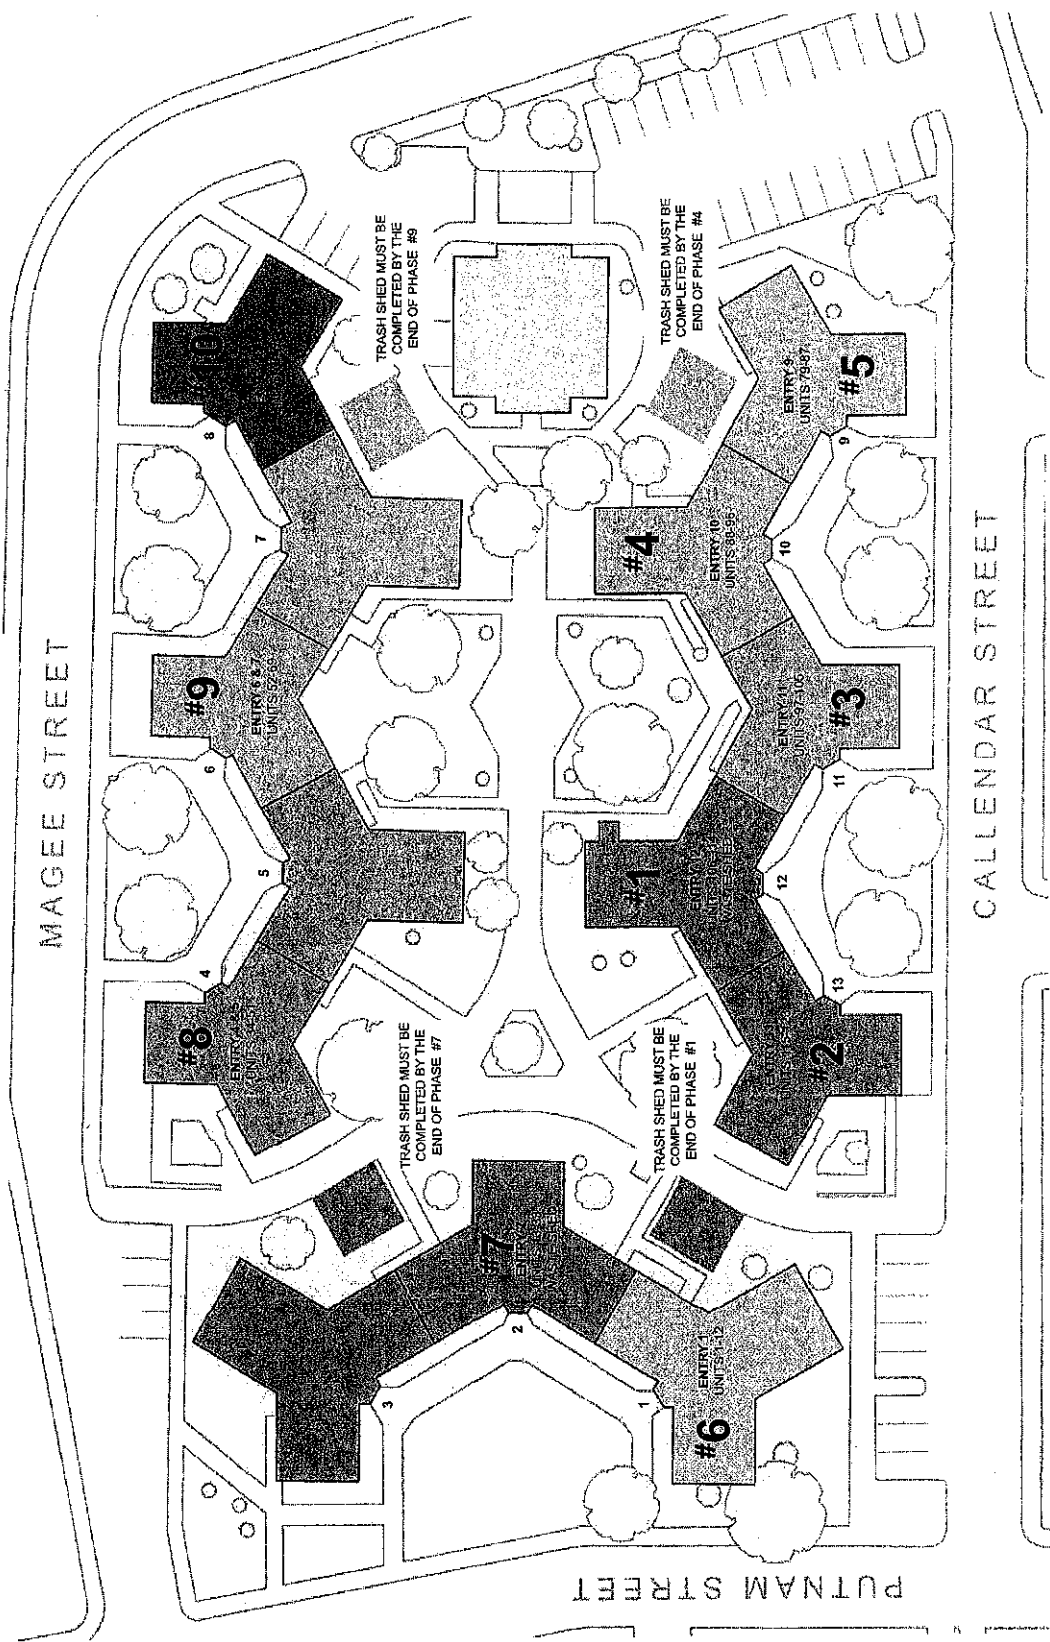 MAGEE STREET
#10
8
7
#9
ENTRY 6 & 7
6
5
4
#8
TRASH SHED MUST BE
COMPLETED BY THE
END OF PHASE #9
TRASH SHED MUST BE
COMPLETED BY THE
END OF PHASE #4
TRASH SHED MUST BE
COMPLETED BY THE
END OF PHASE #7
TRASH SHED MUST BE
COMPLETED BY THE
END OF PHASE #1
#5
ENTRY 9
UNITS 79-87
9
#4
ENTRY 10
UNITS 88-96
10
#3
ENTRY 11
11
#1
12
#2
13
#7
2
3
#6
ENTRY 1
UNITS 1-12
1
CALLENDAR STREET
PUTNAM STREET